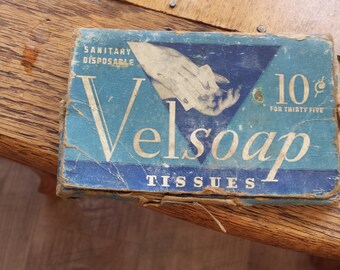 SANITARY
DISPOSABLE
10¢
FOR THIRTY FIVE
Velsoap
TISSUES